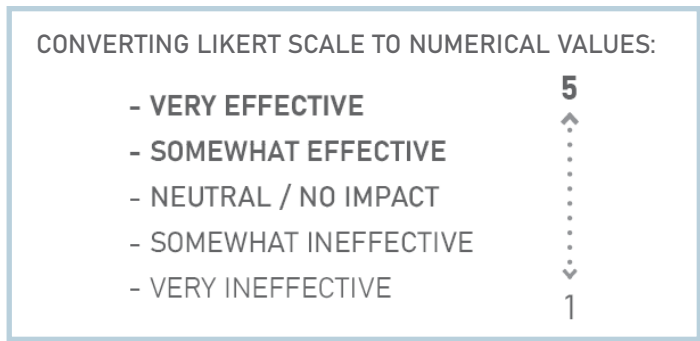 CONVERTING LIKERT SCALE TO NUMERICAL VALUES:
- VERY EFFECTIVE 5
- SOMEWHAT EFFECTIVE
- NEUTRAL / NO IMPACT
- SOMEWHAT INEFFECTIVE
- VERY INEFFECTIVE 1